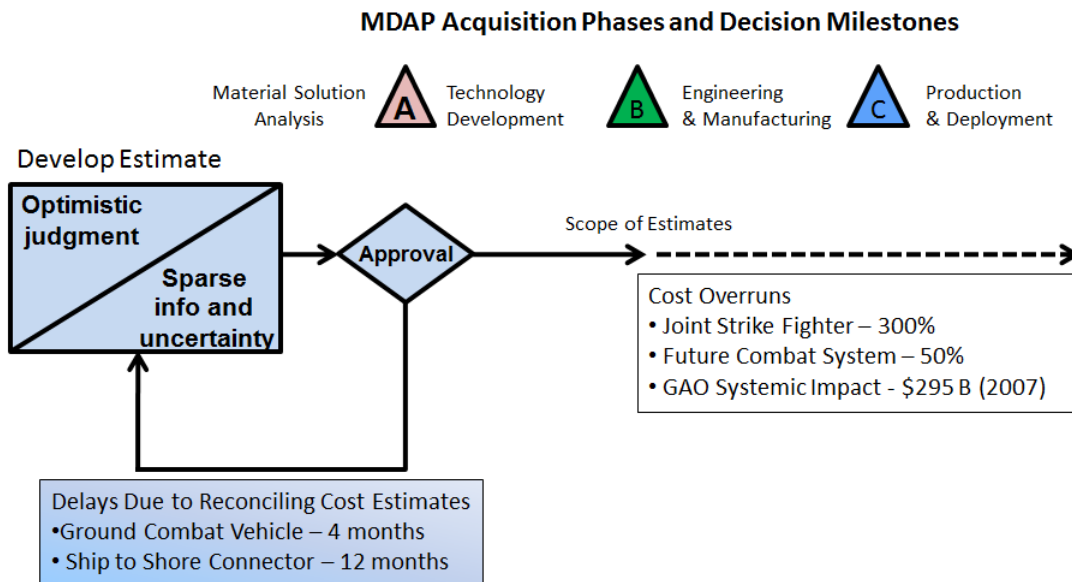 MDAP Acquisition Phases and Decision Milestones
Material Solution
Analysis
A
Technology
Development
B
Engineering
& Manufacturing
C
Production
& Deployment
Develop Estimate
Optimistic
judgment
Sparse
info and
uncertainty
Approval
Scope of Estimates
Cost Overruns
• Joint Strike Fighter – 300%
• Future Combat System – 50%
• GAO Systemic Impact - $295 B (2007)
Delays Due to Reconciling Cost Estimates
•Ground Combat Vehicle – 4 months
• Ship to Shore Connector – 12 months